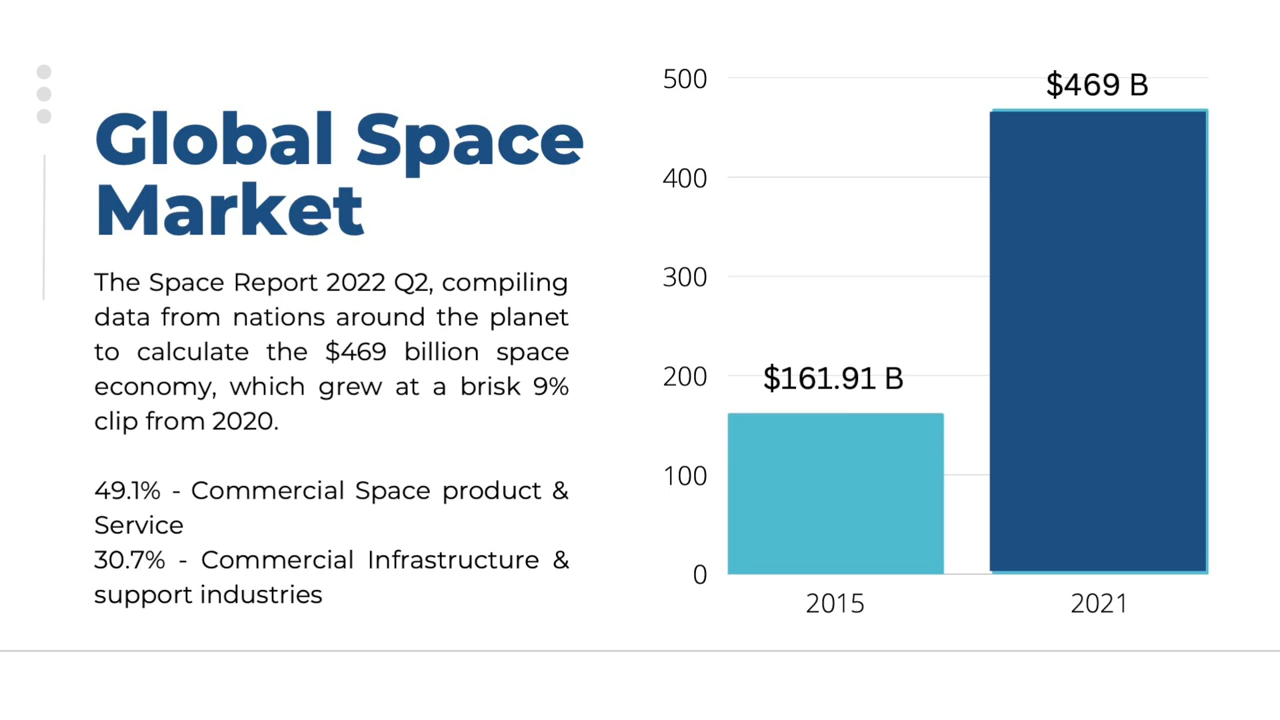 Global Space
Market
The Space Report 2022 Q2, compiling
data from nations around the planet
to calculate the $469 billion space
economy, which grew at a brisk 9%
clip from 2020.
49.1% - Commercial Space product &
Service
30.7% - Commercial Infrastructure &
support industries
500
$469 B
400
300
200
$161.91 B
100
0
2015
2021